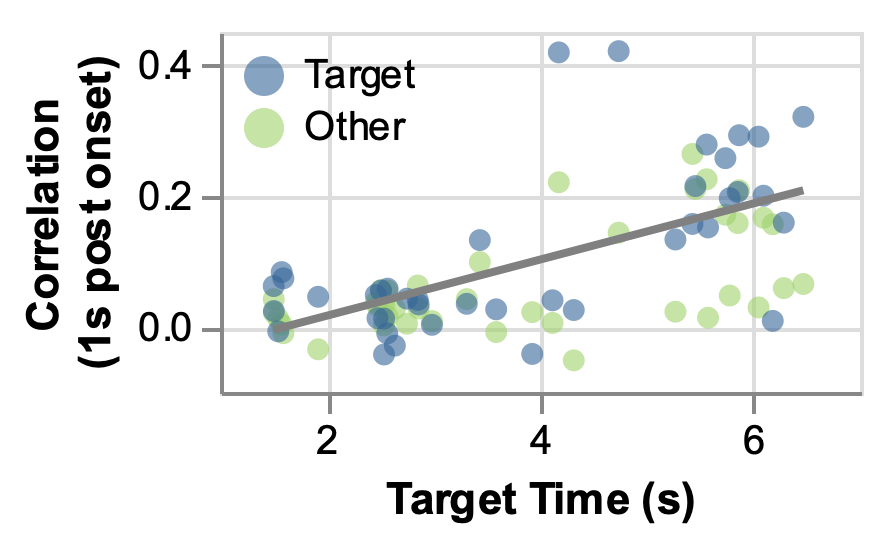 Correlation
(1s post onset)
0.4
0.2
0.0
Target
Other
2 4 6
Target Time (s)